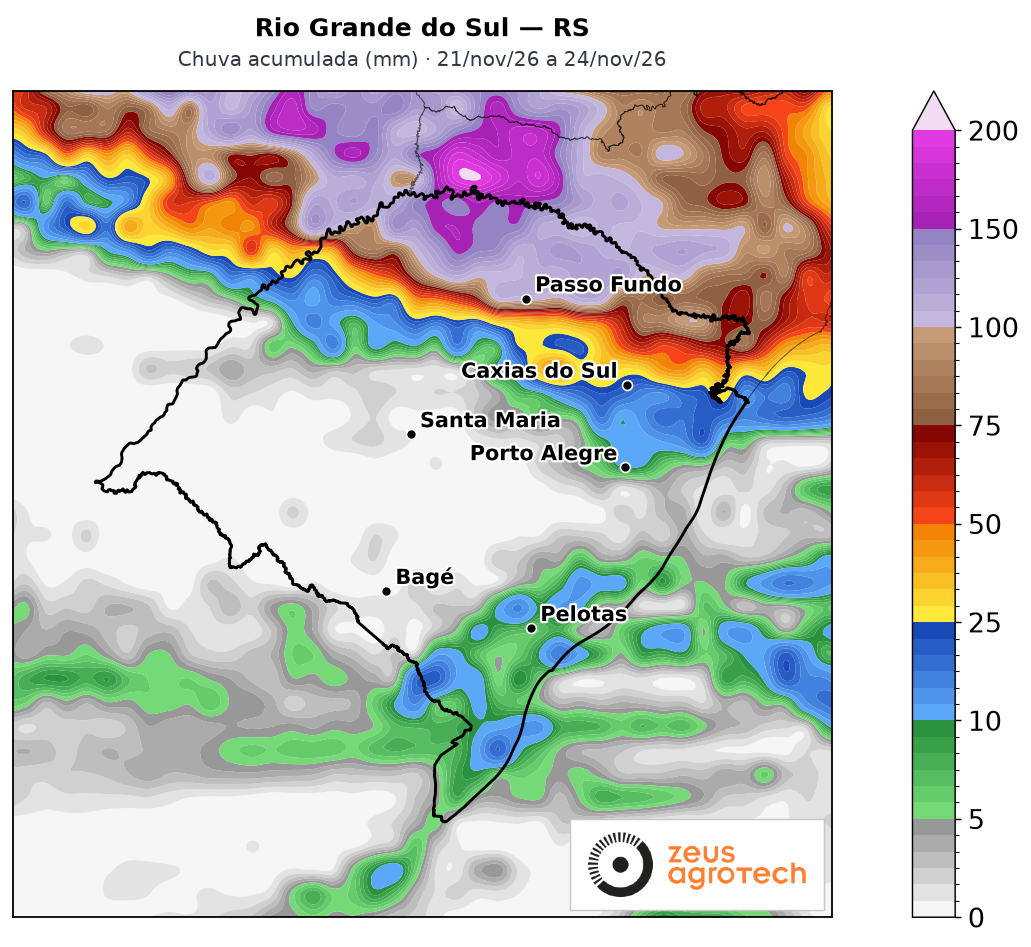 Rio Grande do Sul — RS
Chuva acumulada (mm) · 21/nov/26 a 24/nov/26
200
150
100
75
50
25
10
5
0
Passo Fundo
Caxias do Sul
Santa Maria
Porto Alegre
Bagé
Pelotas
zeus
agrotech